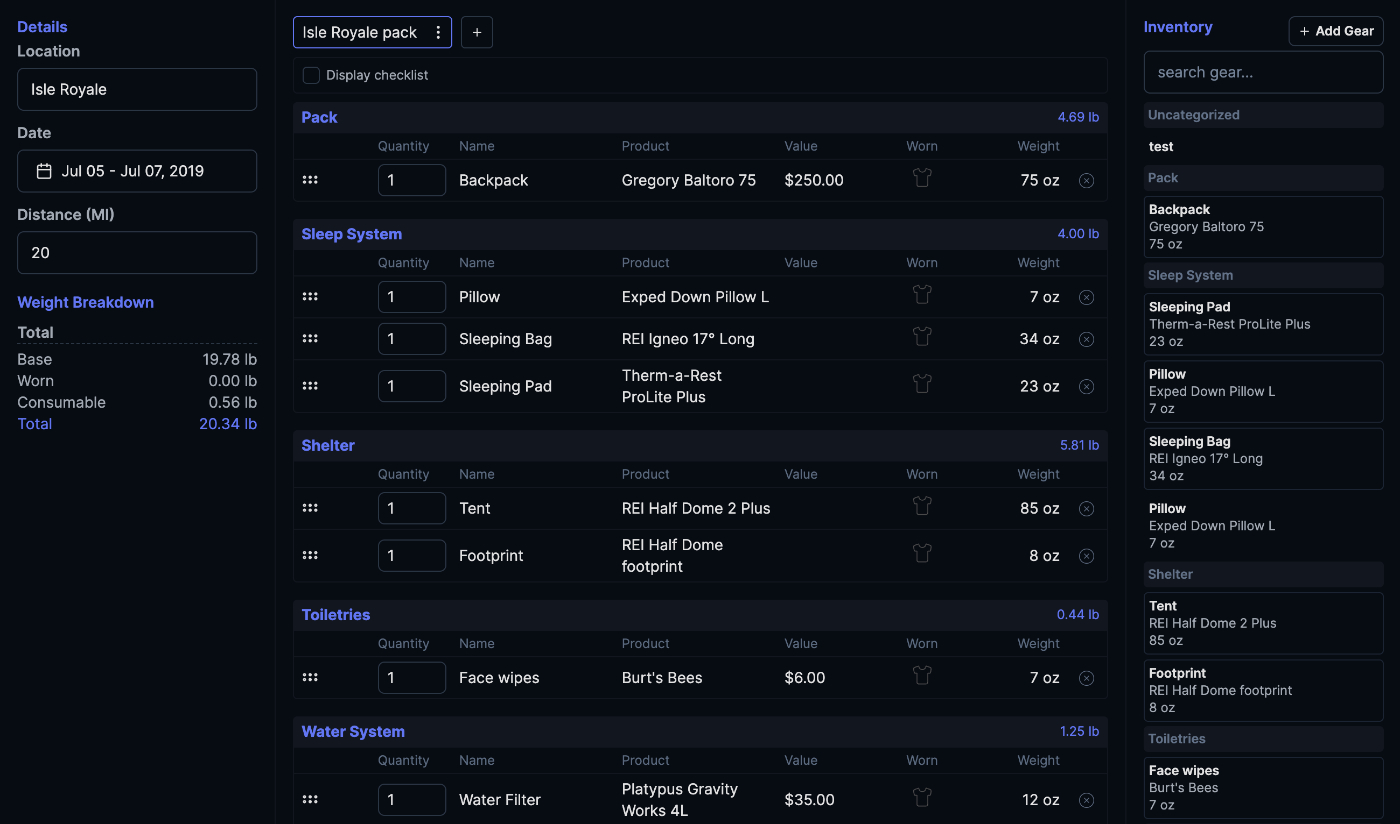 Details
Location
Isle Royale
Date
Jul 05 - Jul 07, 2019
Distance (MI)
20
Weight Breakdown
Total
Base 19.78 lb
Worn 0.00 lb
Consumable 0.56 lb
Total 20.34 lb
Isle Royale pack
+
Display checklist
Pack 4.69 lb
Quantity Name Product Value Worn Weight
1 Backpack Gregory Baltoro 75 $250.00 75 oz
Sleep System 4.00 lb
Quantity Name Product Value Worn Weight
1 Pillow Exped Down Pillow L 7 oz
1 Sleeping Bag REI Igneo 17° Long 34 oz
1 Sleeping Pad Therm-a-Rest
ProLite Plus 23 oz
Shelter 5.81 lb
Quantity Name Product Value Worn Weight
1 Tent REI Half Dome 2 Plus 85 oz
1 Footprint REI Half Dome
footprint 8 oz
Toiletries 0.44 lb
Quantity Name Product Value Worn Weight
1 Face wipes Burt's Bees $6.00 7 oz
Water System 1.25 lb
Quantity Name Product Value Worn Weight
1 Water Filter Platypus Gravity
Works 4L $35.00 12 oz
Inventory
+ Add Gear
search gear...
Uncategorized
test
Pack
Backpack
Gregory Baltoro 75
75 oz
Sleep System
Sleeping Pad
Therm-a-Rest ProLite Plus
23 oz
Pillow
Exped Down Pillow L
7 oz
Sleeping Bag
REI Igneo 17° Long
34 oz
Pillow
Exped Down Pillow L
7 oz
Shelter
Tent
REI Half Dome 2 Plus
85 oz
Footprint
REI Half Dome footprint
8 oz
Toiletries
Face wipes
Burt's Bees
7 oz